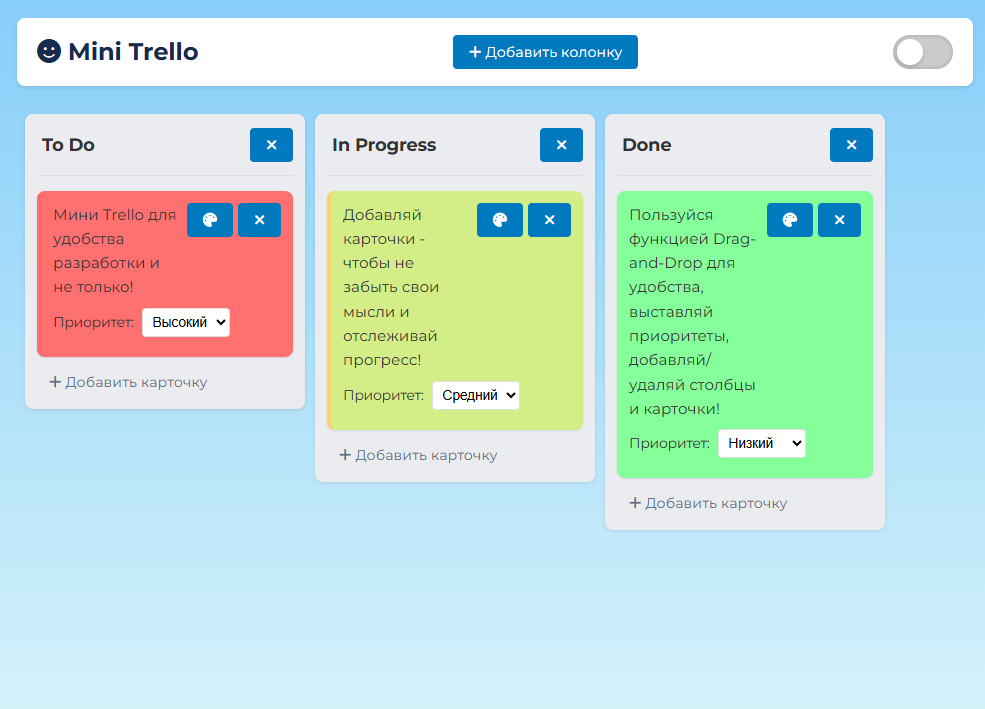 Mini Trello
+ Добавить колонку
To Do
Мини Trello для
удобства
разработки и
не только!
Приоритет: Высокий
+ Добавить карточку
In Progress
Добавляй
карточки -
чтобы не
забыть свои
мысли и
отслеживай
прогресс!
Приоритет: Средний
+ Добавить карточку
Done
Пользуйся
функцией Drag-
and-Drop для
удобства,
выставляй
приоритеты,
добавляй/
удаляй столбцы
и карточки!
Приоритет: Низкий
+ Добавить карточку